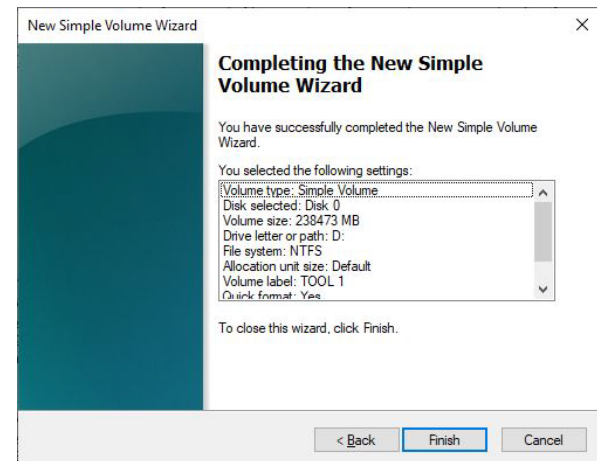 New Simple Volume Wizard
Completing the New Simple
Volume Wizard
You have successfully completed the New Simple Volume
Wizard.
You selected the following settings:
Volume type: Simple Volume
Disk selected: Disk 0
Volume size: 238473 MB
Drive letter or path: D:
File system: NTFS
Allocation unit size: Default
Volume label: TOOL 1
Quick format: Yes
To close this wizard, click Finish.
< Back
Finish
Cancel